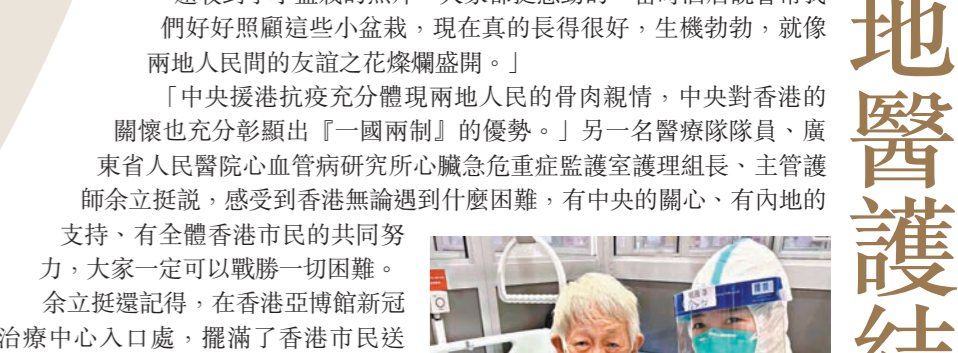 們好好照顧這些小盆栽，現在真的長得很好，生機勃勃，就像
兩地人民間的友誼之花燦爛盛開。」
「中央援港抗疫充分體現兩地人民的骨肉親情，中央對香港的
關懷也充分彰顯出『一國兩制』的優勢。」另一名醫療隊隊員、廣
東省人民醫院心血管病研究所心臟急危重症監護室護理組長、主管護
師余立挺説，感受到香港無論遇到什麼困難，有中央的關心、有內地的
支持、有全體香港市民的共同努
力，大家一定可以戰勝一切困難。
余立挺還記得，在香港亞博館新冠
治療中心入口處，擺滿了香港市民送
地醫護結